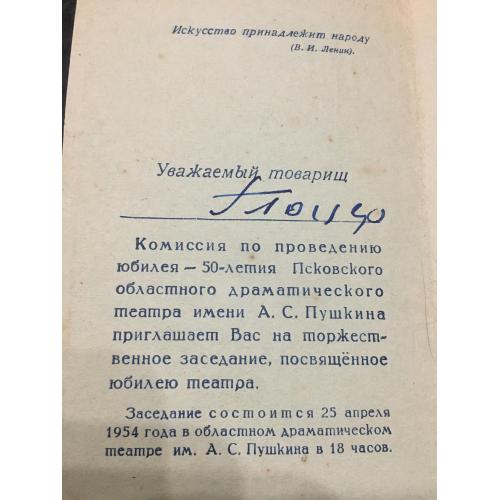 Искусство принадлежит народу
(В. И. Ленин).
Уважаемый товарищ
Комиссия по проведению
юбилея — 50-летия Псковского
областного драматического
театра имени А. С. Пушкина
приглашает Вас на торжест-
венное заседание, посвящённое
юбилею театра.
Заседание состоится 25 апреля
1954 года в областном драматическом
театре им. А. С. Пушкина в 18 часов.